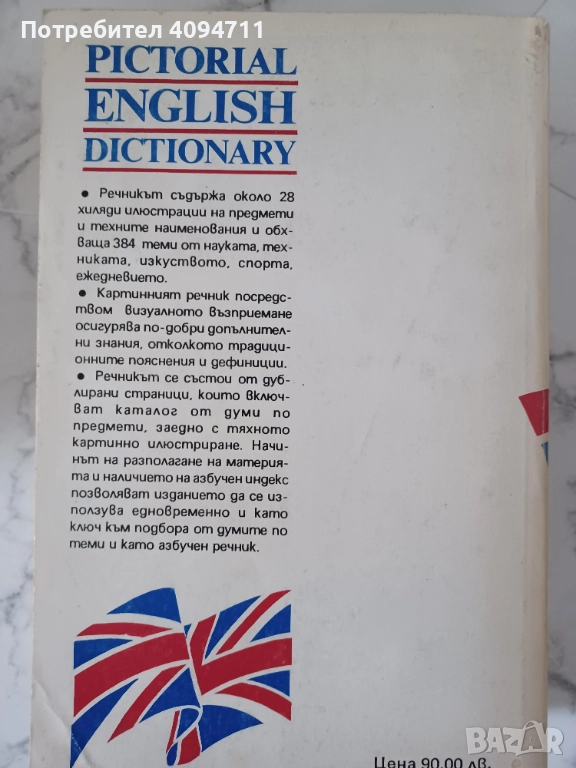 Потребител 4094711
PICTORIAL
ENGLISH
DICTIONARY
• Речникът съдържа около 28
хиляди илюстрации на предмети
и техните наименования и обх-
ваща 384 теми от науката, тех-
никата, изкуството, спорта,
ежедневието.
• Картинният речник посредс-
твом визуалното възприемане
осигурява по-добри допълнител-
ни знания, отколкото традици-
онните пояснения и дефиниции.
• Речникът се състои от дуб-
лирани страници, които включ-
ват каталог от думи по
предмети, заедно с тяхното
картинно илюстриране. Начи-
нът на разполагане на материя-
та и наличието на азбучен индекс
позволяват изданието да се из-
ползува едновременно и като
ключ към подбора от думите по
теми и като азбучен речник.
Цена 90.00 лв.
BAZAR